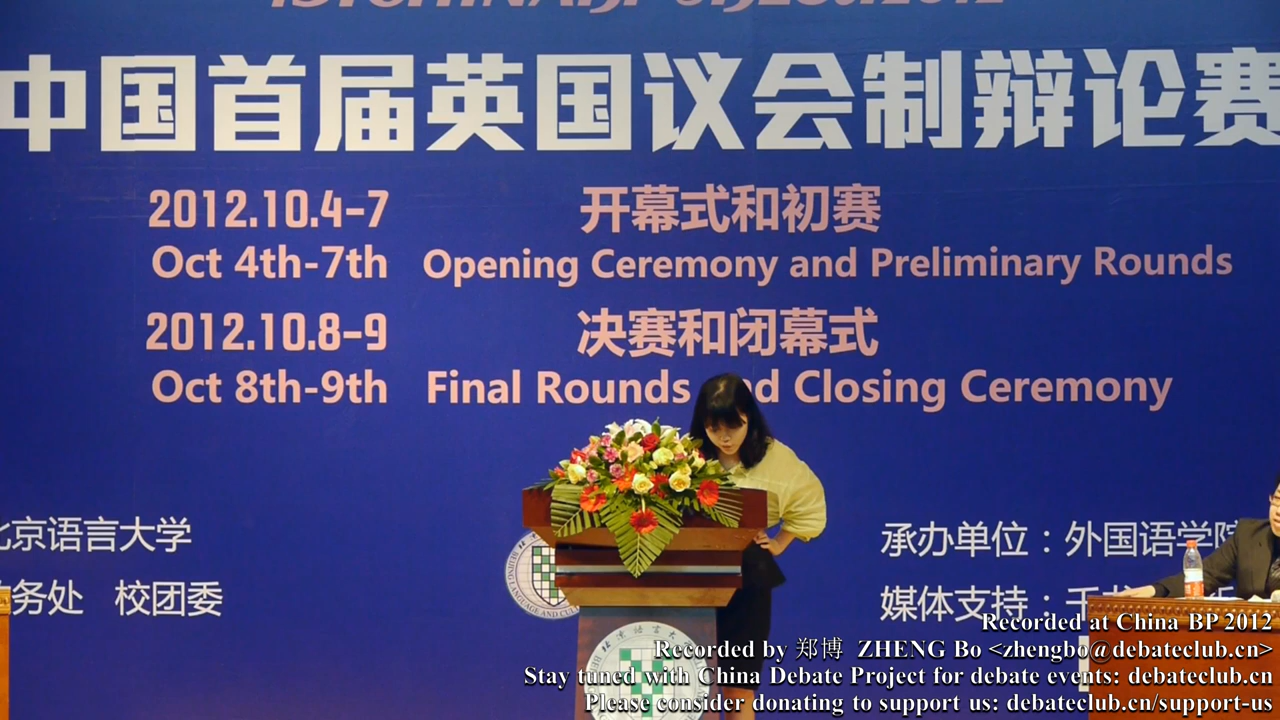 中国首届英国议会制辩论赛
2012.10.4-7 开幕式和初赛
Oct 4th-7th Opening Ceremony and Preliminary Rounds
2012.10.8-9 决赛和闭幕式
Oct 8th-9th Final Rounds and Closing Ceremony
北京语言大学
务处 校团委
承办单位：外国语学院
媒体支持：千龙
Recorded at China BP 2012
Recorded by 郑博 ZHENG Bo <zhengbo@debateclub.cn>
Stay tuned with China Debate Project for debate events: debateclub.cn
Please consider donating to support us: debateclub.cn/support-us